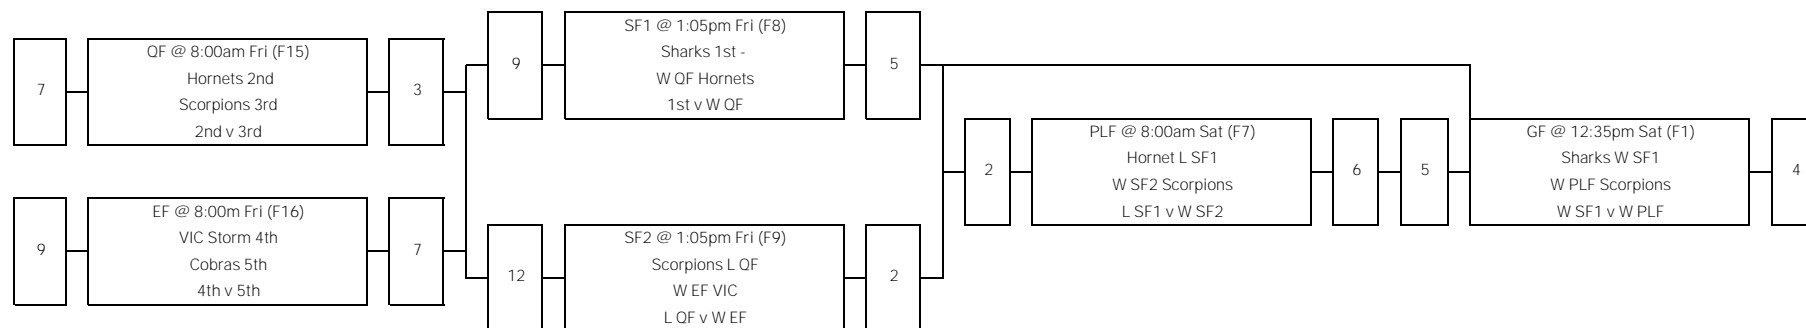 7
QF @ 8:00am Fri (F15)
Hornets 2nd
Scorpions 3rd
2nd v 3rd
3
9
EF @ 8:00m Fri (F16)
VIC Storm 4th
Cobras 5th
4th v 5th
7
9
SF1 @ 1:05pm Fri (F8)
Sharks 1st -
W QF Hornets
1st v W QF
5
12
SF2 @ 1:05pm Fri (F9)
Scorpions L QF
W EF VIC
L QF v W EF
2
2
PLF @ 8:00am Sat (F7)
Hornet L SF1
W SF2 Scorpions
L SF1 v W SF2
6
5
GF @ 12:35pm Sat (F1)
Sharks W SF1
W PLF Scorpions
W SF1 v W PLF
4